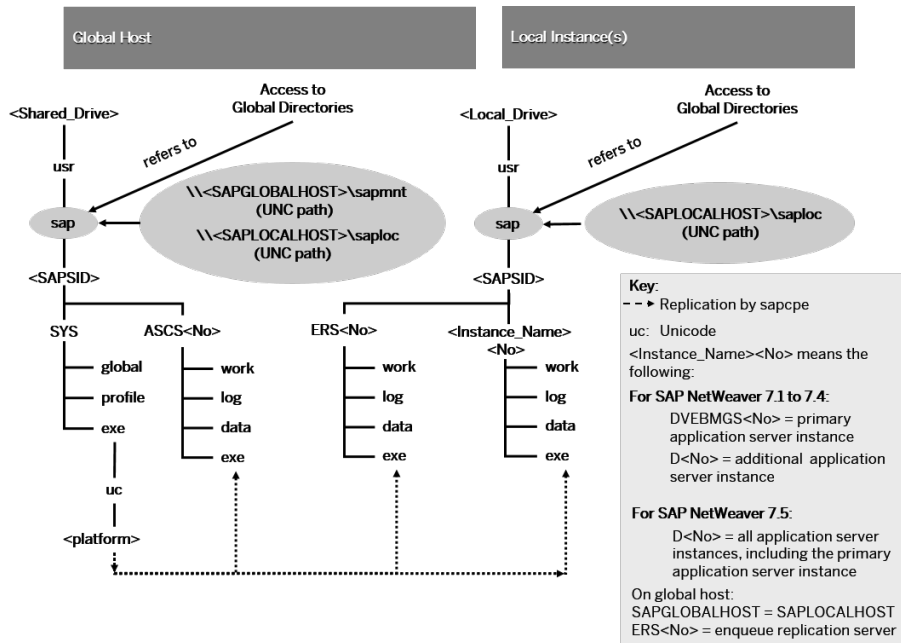 Global Host
Local Instance(s)
Access to
Global Directories
<Shared_Drive>
refers to
usr
\\<SAPGLOBALHOST>\sapmnt
(UNC path)
\\<SAPLOCALHOST>\saploc
(UNC path)
sap
<SAPSID>
SYS
global
profile
exe
uc
<platform>
ASCS<No>
work
log
data
exe
Access to
Global Directories
<Local_Drive>
refers to
usr
\\<SAPLOCALHOST>\saploc
(UNC path)
sap
<SAPSID>
ERS<No>
work
log
data
exe
<Instance_Name>
<No>
work
log
data
exe
Key:
Replication by sapcpe
uc: Unicode
<Instance_Name><No> means the
following:
For SAP NetWeaver 7.1 to 7.4:
DVEBMGS<No> = primary
application server instance
D<No> = additional application
server instance
For SAP NetWeaver 7.5:
D<No> = all application server
instances, including the primary
application server instance
On global host:
SAPGLOBALHOST = SAPLOCALHOST
ERS<No> = enqueue replication server